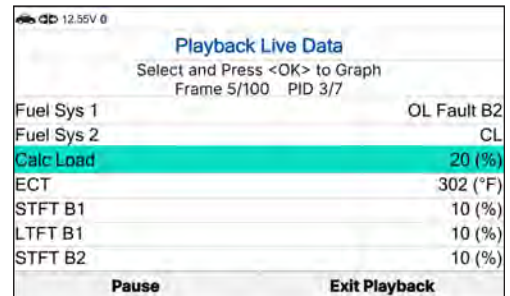 12.55V 0
Playback Live Data
Select and Press <OK> to Graph
Frame 5/100 PID 3/7
Fuel Sys 1 OL Fault B2
Fuel Sys 2 CL
Calc Load 20 (%)
ECT 302 (°F)
STFT B1 10 (%)
LTFT B1 10 (%)
STFT B2 10 (%)
Pause Exit Playback